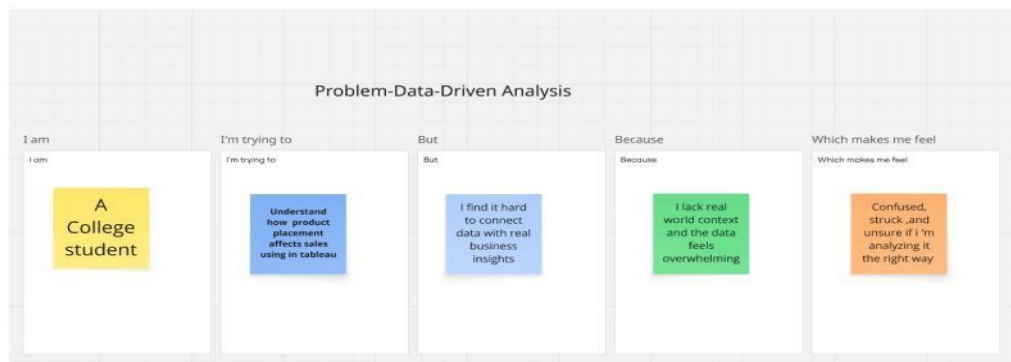 Problem-Data-Driven Analysis
I am
I'm trying to
But
Because
Which makes me feel
I am
I'm trying to
But
Because
Which makes me feel
A
College
student
Understand
how product
placement
affects sales
using in tableau
I find it hard
to connect
data with real
business
insights
I lack real
world context
and the data
feels
overwhelming
Confused,
struck ,and
unsure if i 'm
analyzing it
the right way